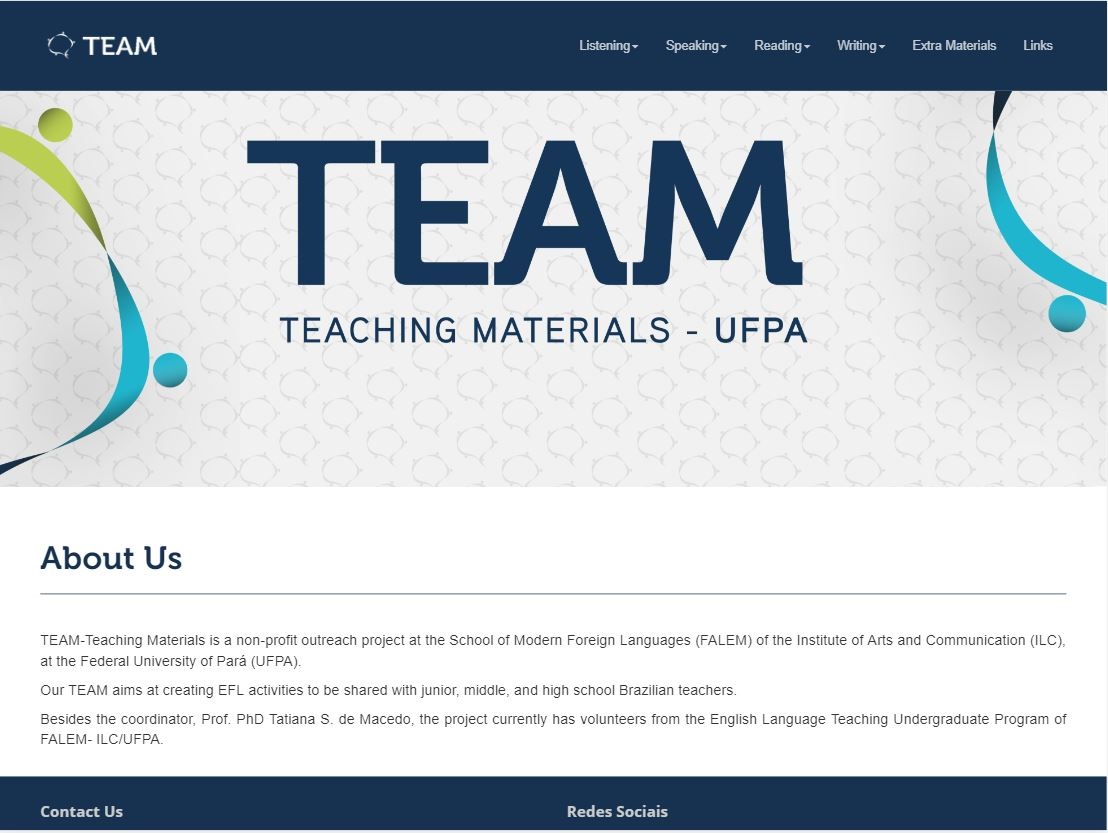 TEAM
Listening
Speaking
Reading
Writing
Extra Materials
Links
TEAM
TEACHING MATERIALS - UFPA
About Us
TEAM-Teaching Materials is a non-profit outreach project at the School of Modern Foreign Languages (FALEM) of the Institute of Arts and Communication (ILC),
at the Federal University of Pará (UFPA).
Our TEAM aims at creating EFL activities to be shared with junior, middle, and high school Brazilian teachers.
Besides the coordinator, Prof. PhD Tatiana S. de Macedo, the project currently has volunteers from the English Language Teaching Undergraduate Program of
FALEM- ILC/UFPA.
Contact Us
Redes Sociais